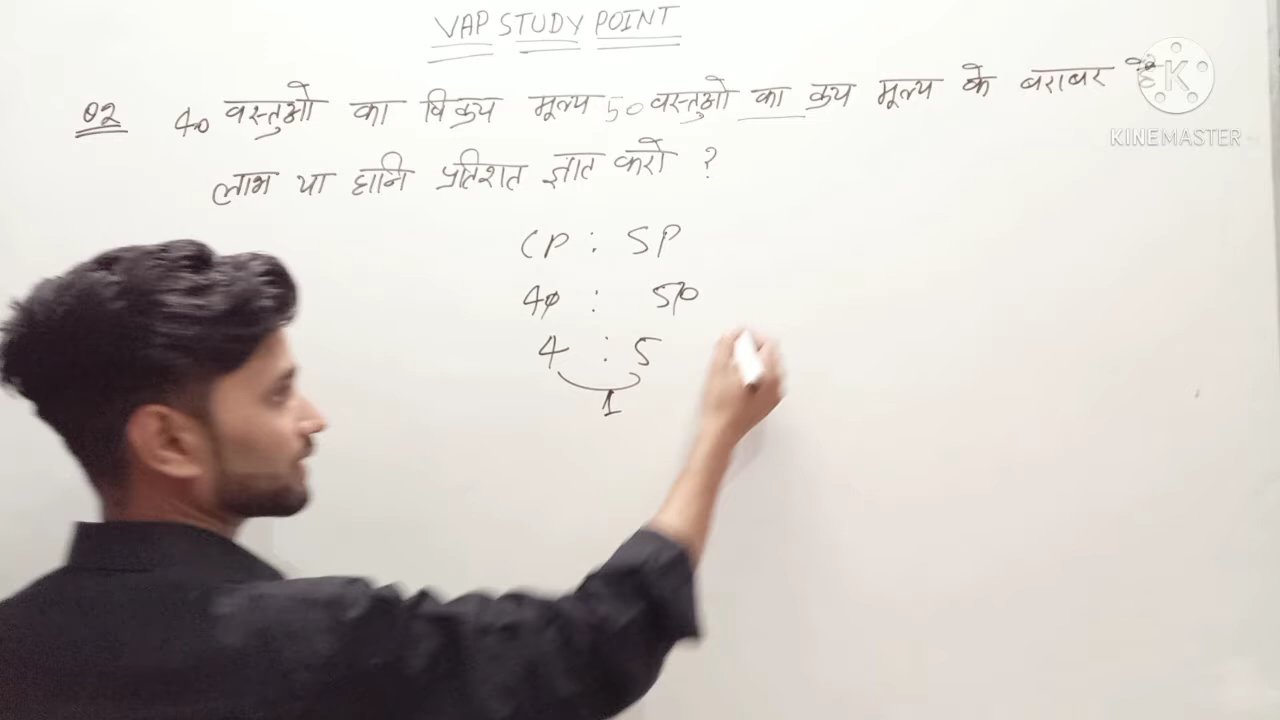 VAP STUDY POINT
Q2 40 वस्तुओ का विक्रय मूल्य 50 वस्तुओ का क्रय मूल्य के बराबर है
लाभ या हानि प्रतिशत ज्ञात करो ?
CP : SP
40 : 50
4 : 5
1
KINEMASTER